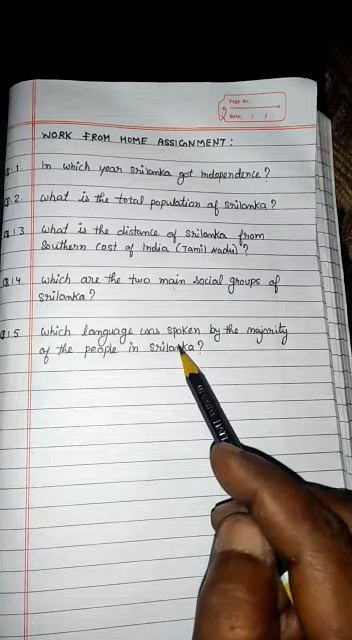 Page No.
Date: / /
WORK FROM HOME ASSIGNMENT:
Q.1 In which year srilanka got independence?
Q.2 what is the total population of srilanka?
Q.3 what is the distance of srilanka from
southern cost of India (Tamil Nadu)?
Q.4 which are the two main social groups of
srilanka?
Q.5 which language was spoken by the majority
of the people in srilanka?